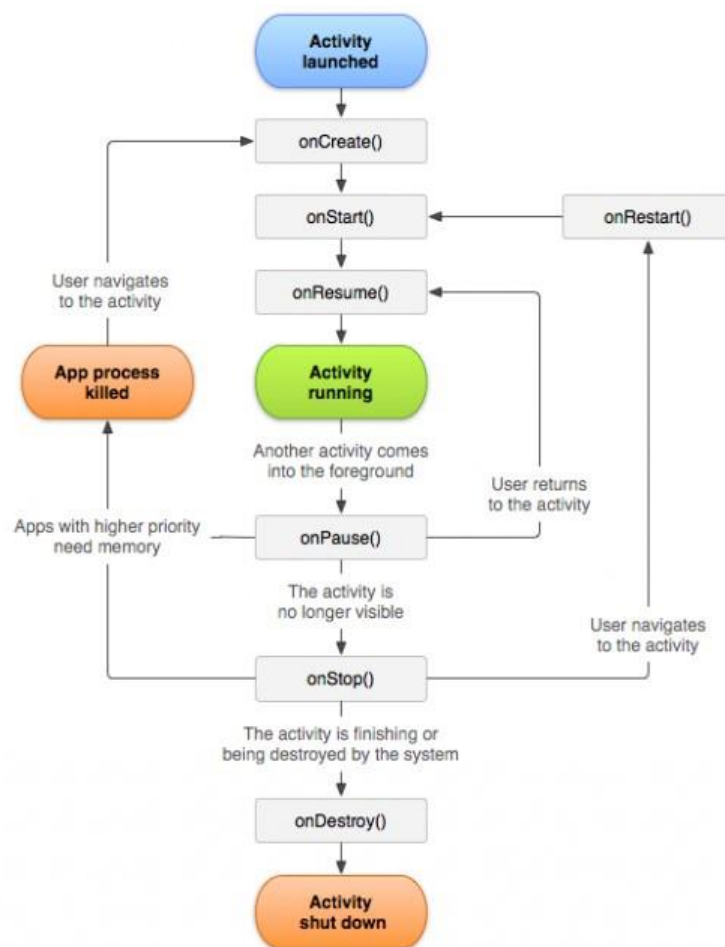 Activity
launched
onCreate()
onStart()
onRestart()
User navigates
to the activity
onResume()
App process
killed
Activity
running
Another activity comes
into the foreground
User returns
to the activity
Apps with higher priority
need memory
onPause()
The activity is
no longer visible
User navigates
to the activity
onStop()
The activity is finishing or
being destroyed by the system
onDestroy()
Activity
shut down